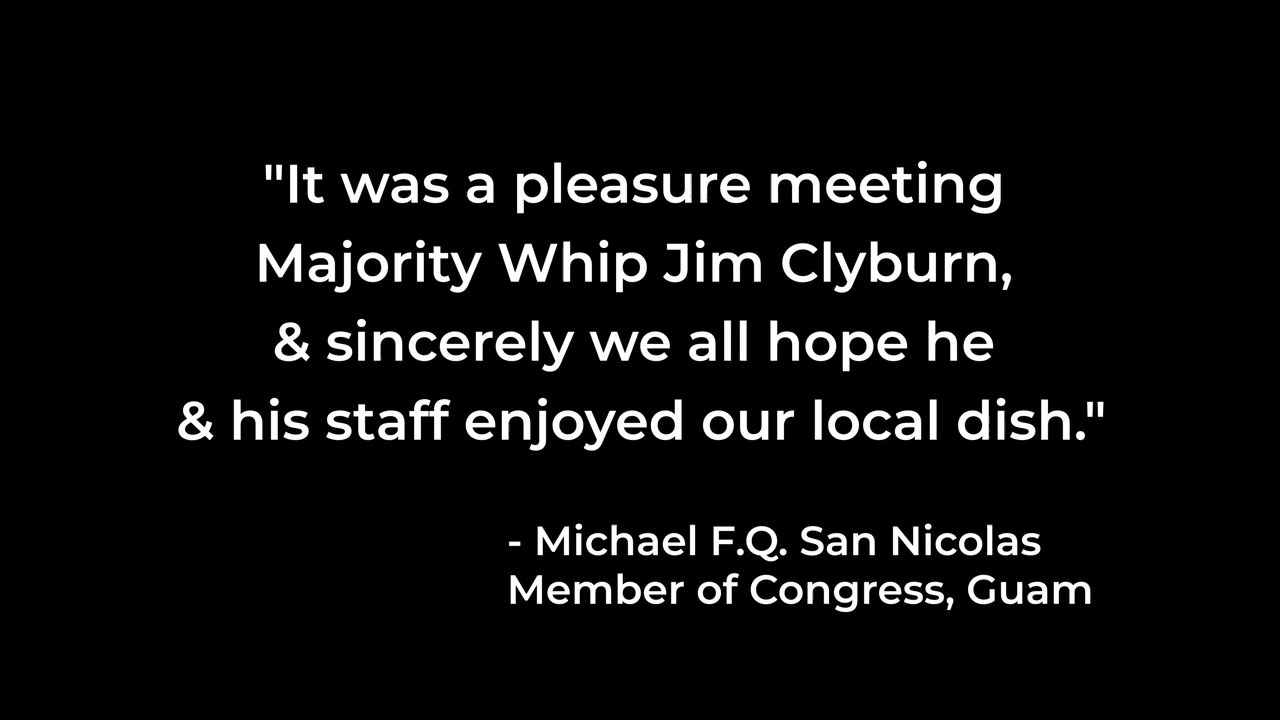 "It was a pleasure meeting
Majority Whip Jim Clyburn,
& sincerely we all hope he
& his staff enjoyed our local dish."
- Michael F.Q. San Nicolas
Member of Congress, Guam